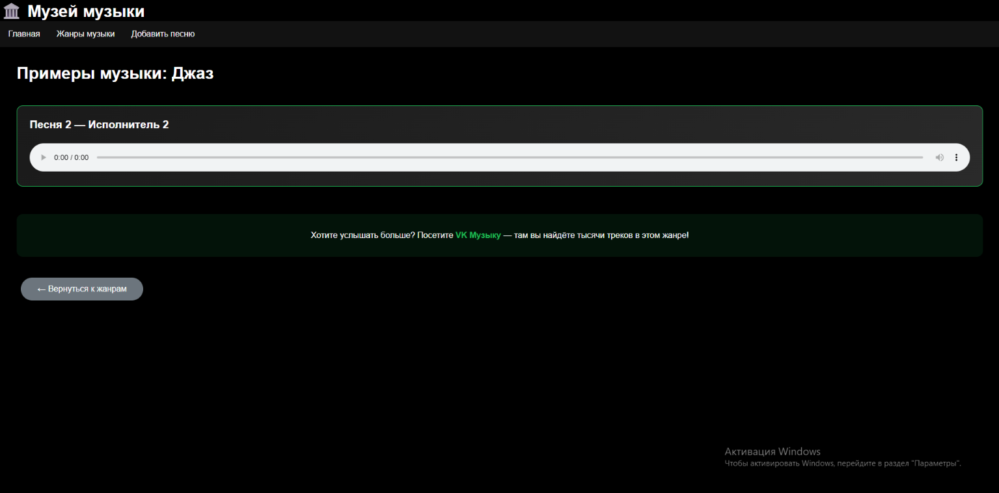 Музей музыки
Главная Жанры музыки Добавить песню
Примеры музыки: Джаз
Песня 2 — Исполнитель 2
0:00 / 0:00
Хотите услышать больше? Посетите VK Музыку — там вы найдёте тысячи треков в этом жанре!
← Вернуться к жанрам
Активация Windows
Чтобы активировать Windows, перейдите в раздел "Параметры".